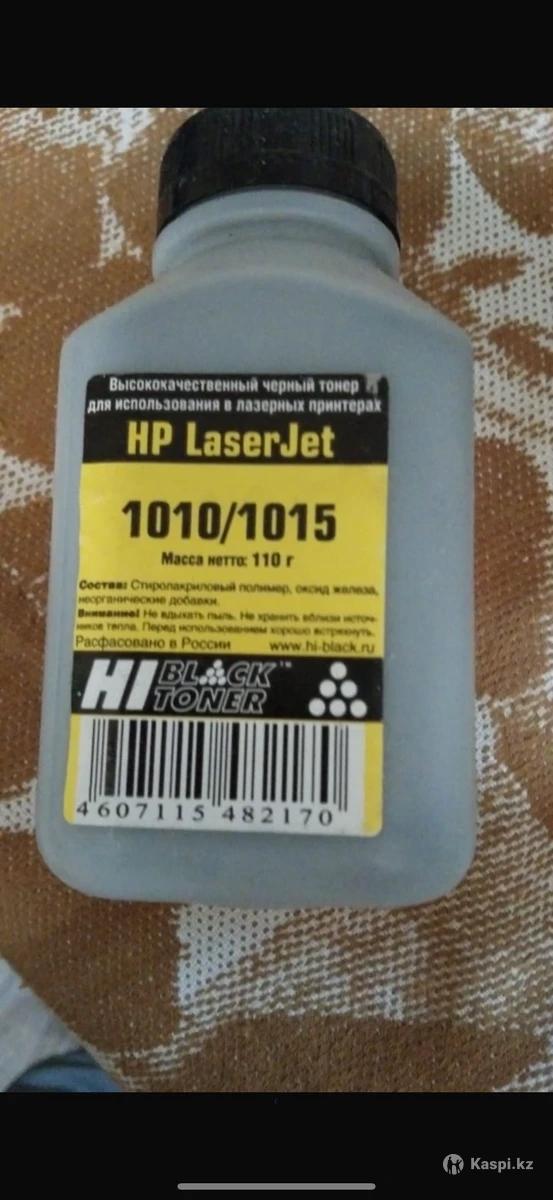 Высококачественный черный тонер
для использования в лазерных принтерах
HP LaserJet
1010/1015
Масса нетто: 110 г
Состав: Стиролакриловый полимер, оксид железа,
неорганические добавки.
Внимание! Не вдыхать пыль. Не хранить вблизи источ-
ников тепла. Перед использованием хорошо встряхнуть.
Расфасовано в России www.hi-black.ru
HI BLACK™
TONER
4607115 482170
Kaspi.kz